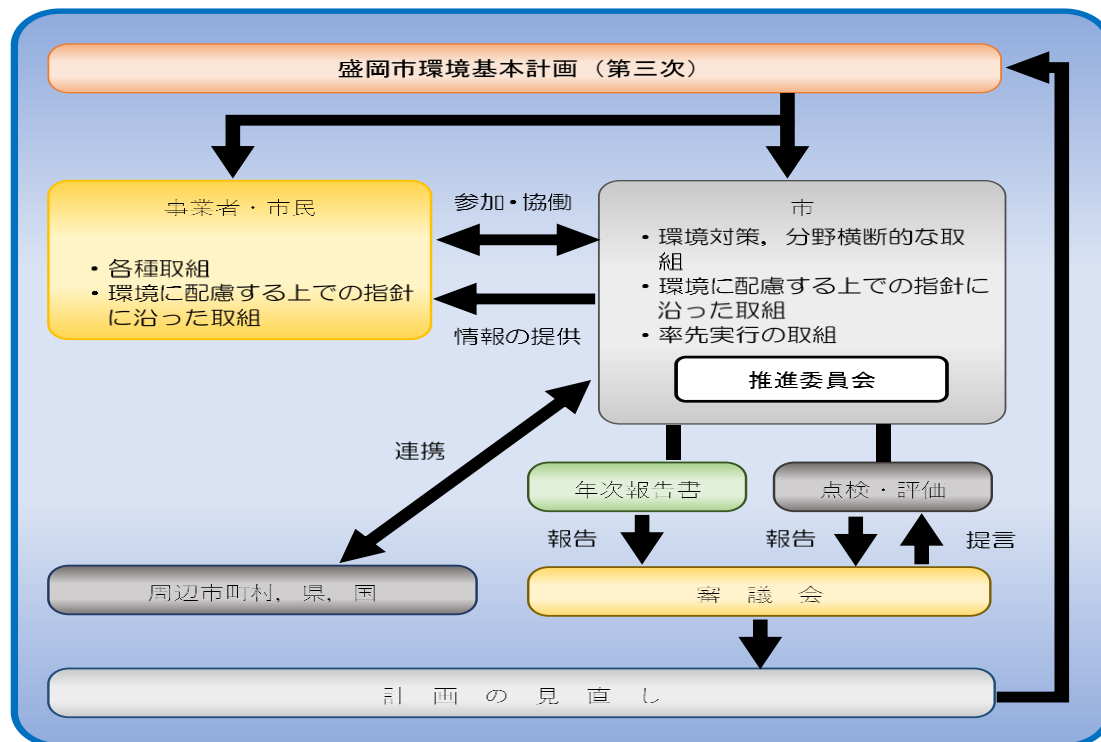 盛岡市環境基本計画（第三次）
事業者・市民
・各種取組
・環境に配慮する上での指針
に沿った取組
参加・協働
情報の提供
市
・環境対策，分野横断的な取
組
・環境に配慮する上での指針に
沿った取組
・率先実行の取組
推進委員会
連携
年次報告書
点検・評価
報告
報告
提言
周辺市町村，県，国
審　議　会
計　画　の　見　直　し